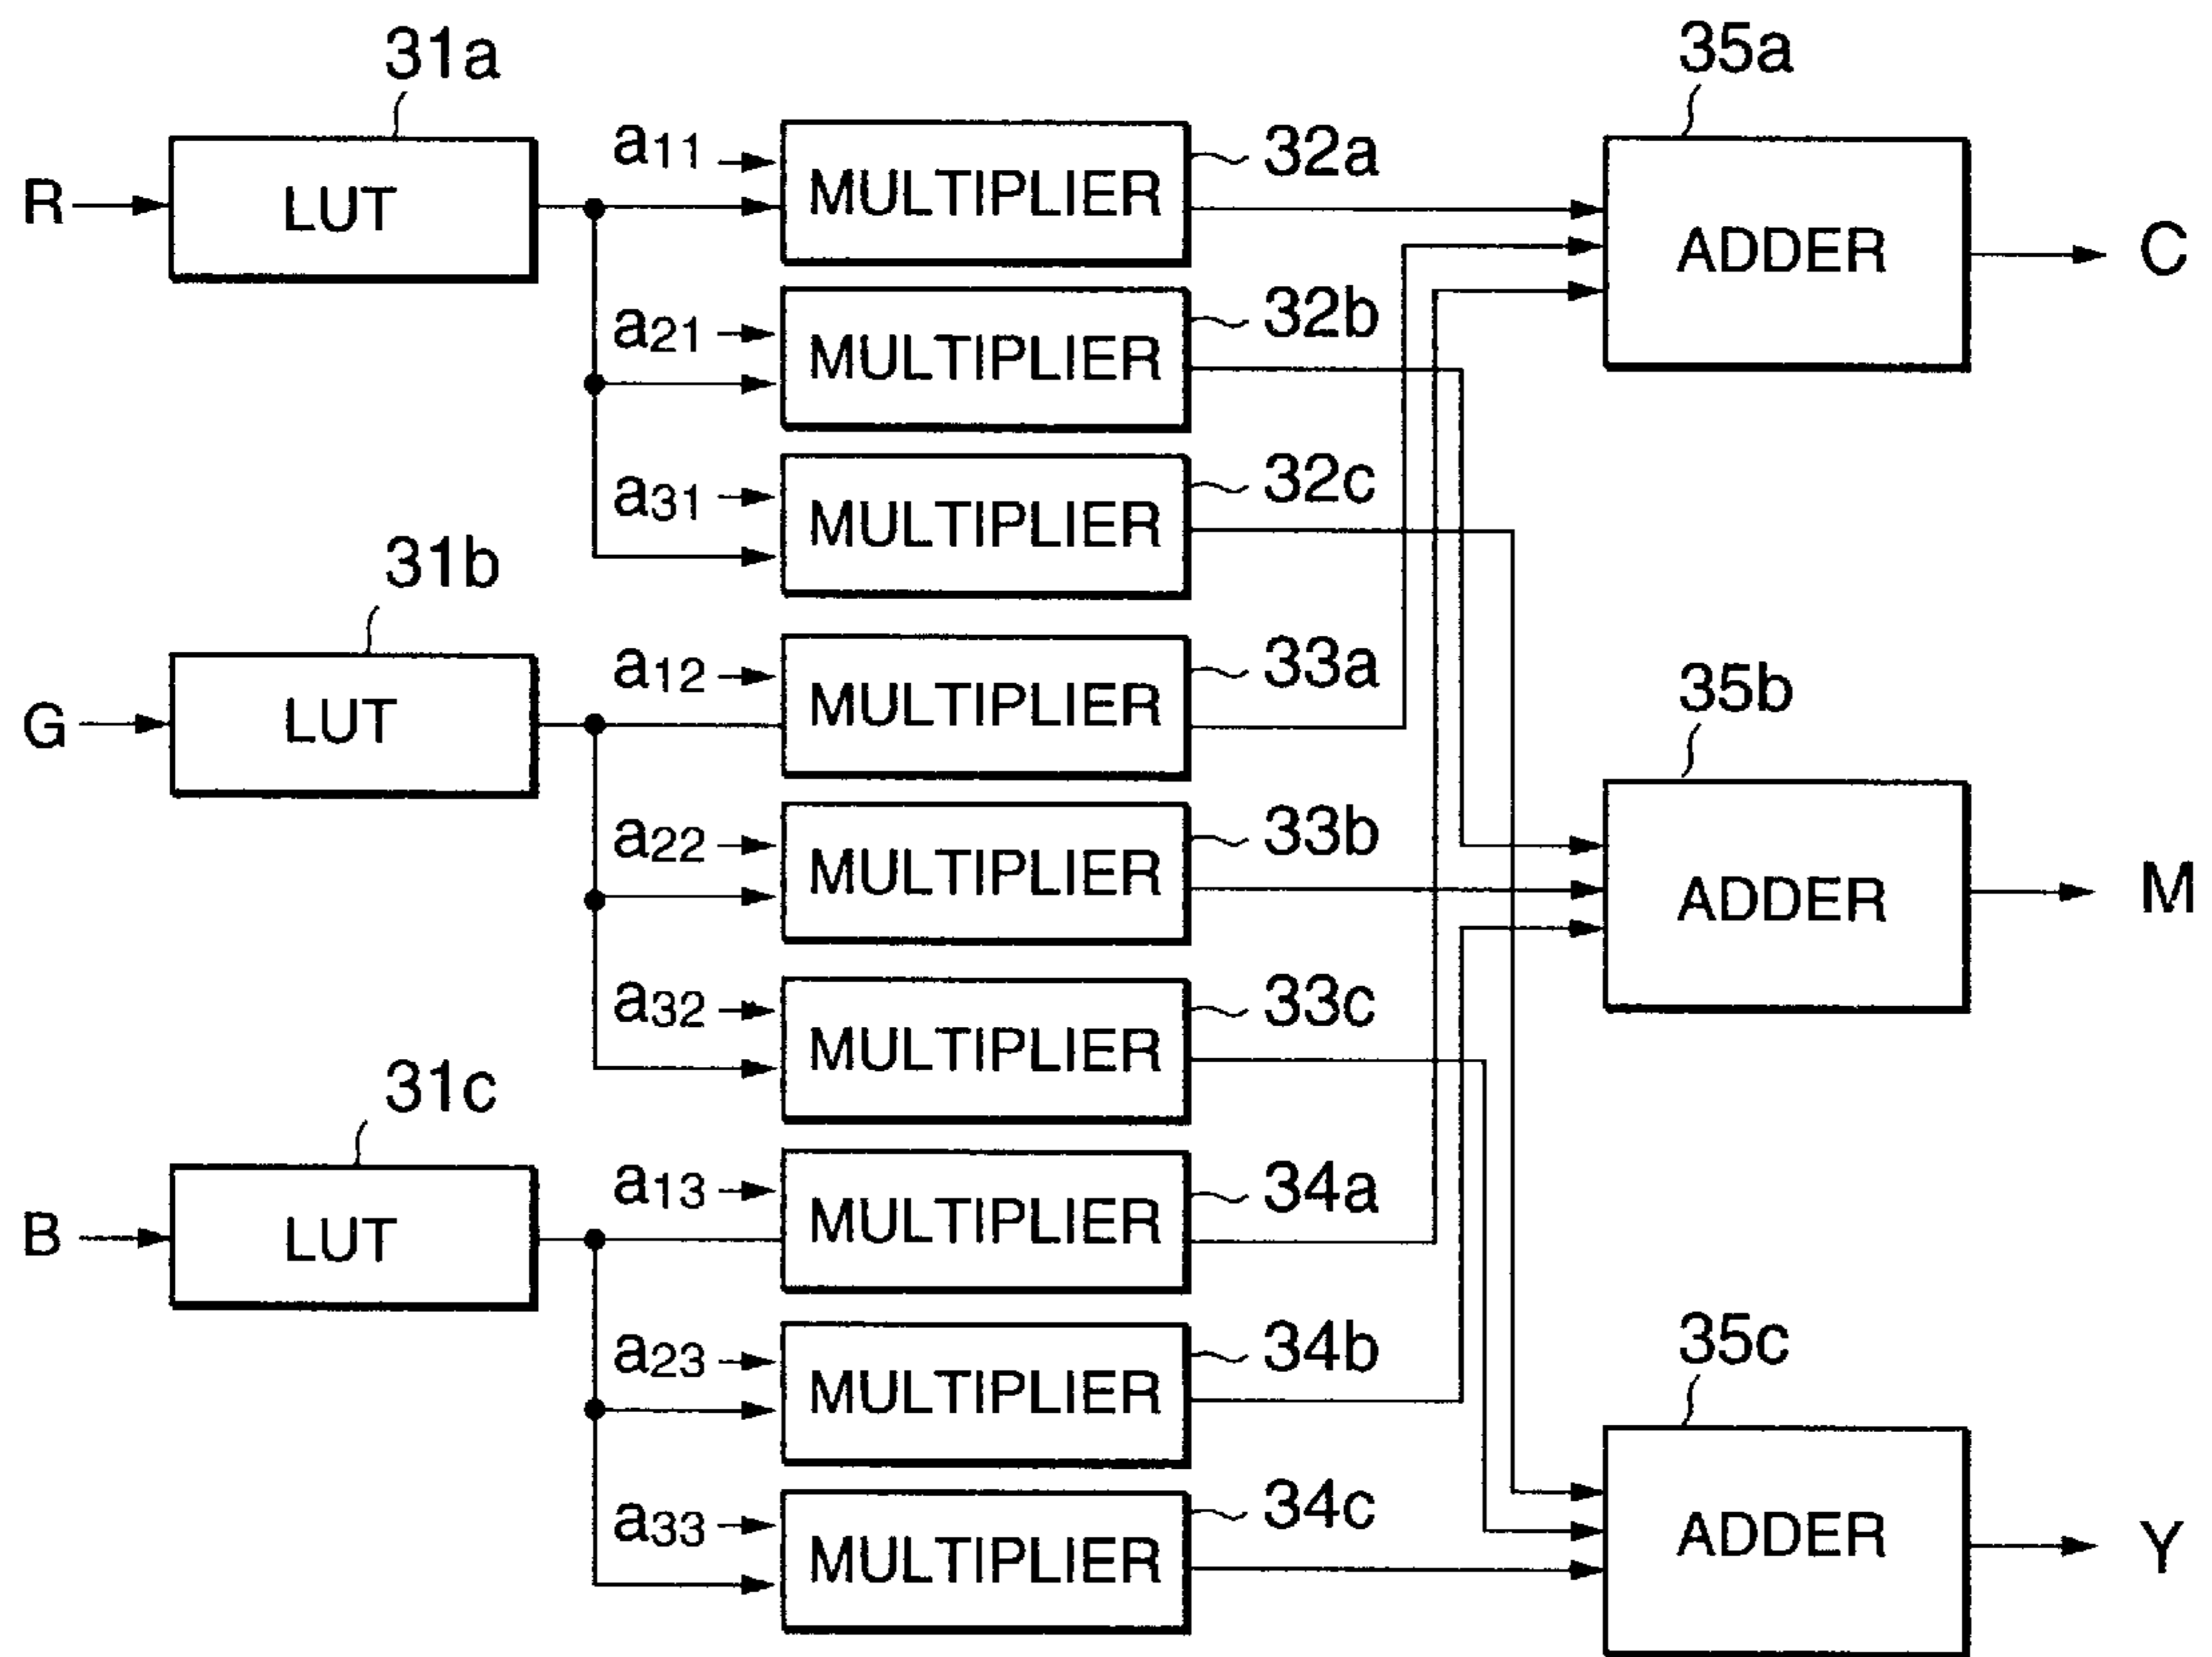 31a
35a
R
LUT
a11
MULTIPLIER
32a
ADDER
C
a21
MULTIPLIER
32b
a31
MULTIPLIER
32c
31b
G
LUT
a12
MULTIPLIER
33a
35b
a22
MULTIPLIER
33b
ADDER
M
a32
MULTIPLIER
33c
31c
B
LUT
a13
MULTIPLIER
34a
a23
MULTIPLIER
34b
35c
a33
MULTIPLIER
34c
ADDER
Y